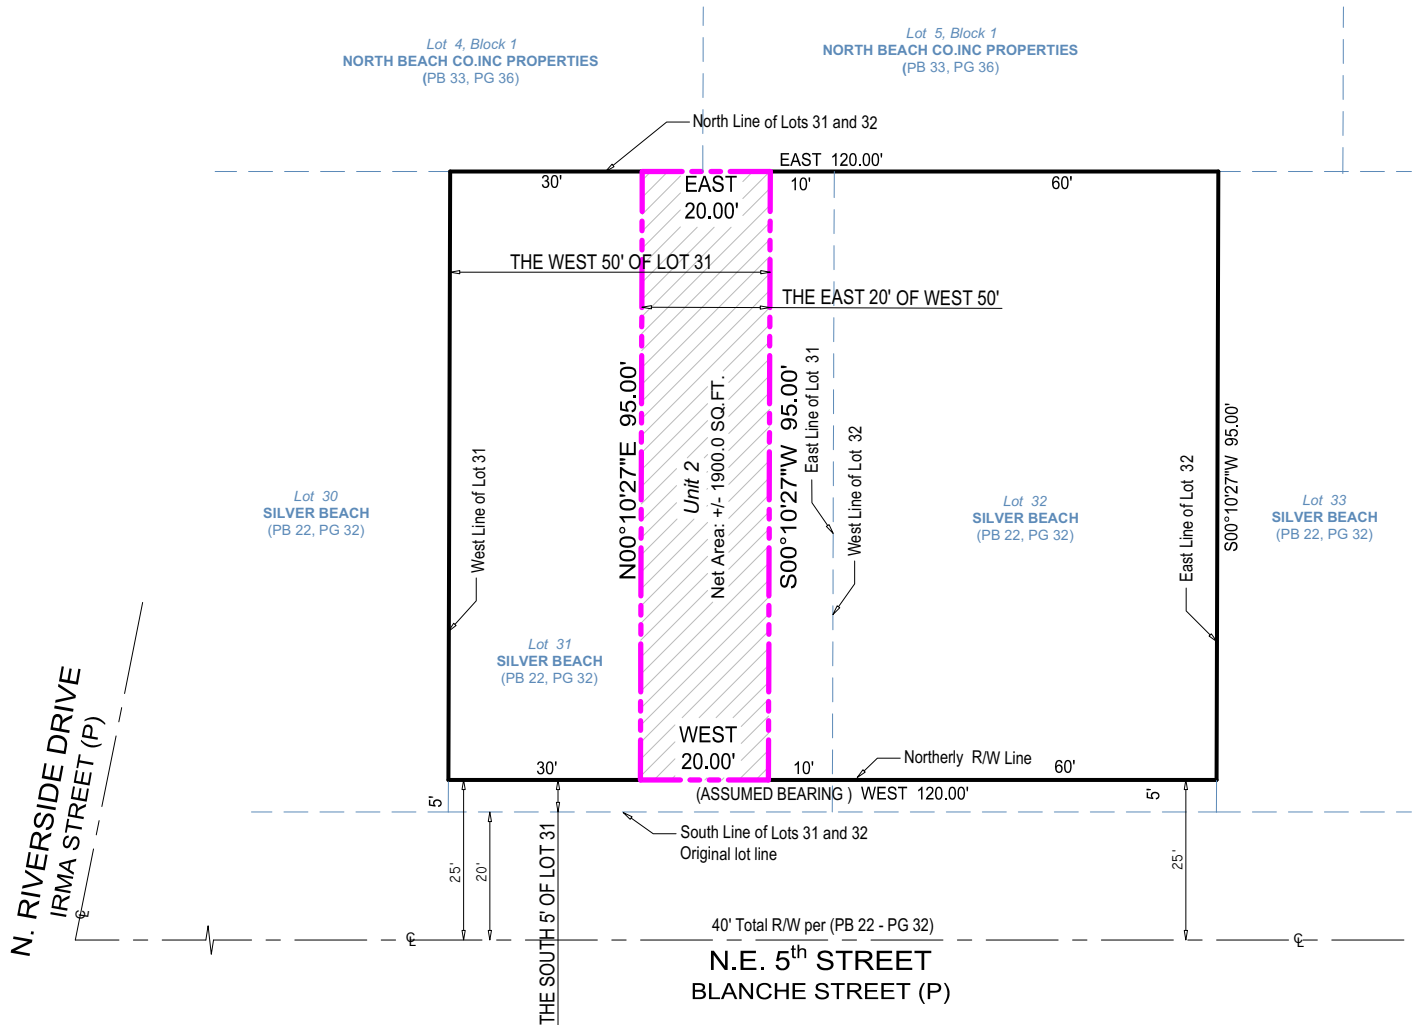 Lot 4, Block 1
NORTH BEACH CO.INC PROPERTIES
(PB 33, PG 36)
Lot 5, Block 1
NORTH BEACH CO.INC PROPERTIES
(PB 33, PG 36)
North Line of Lots 31 and 32
EAST 120.00'
30'
EAST
20.00'
10'
60'
THE WEST 50' OF LOT 31
THE EAST 20' OF WEST 50'
N00°10'27"E 95.00'
Unit 2
Net Area: +/- 1900.0 SQ.FT.
S00°10'27"W 95.00'
East Line of Lot 31
West Line of Lot 32
West Line of Lot 31
East Line of Lot 32
S00°10'27"W 95.00'
Lot 30
SILVER BEACH
(PB 22, PG 32)
Lot 32
SILVER BEACH
(PB 22, PG 32)
Lot 33
SILVER BEACH
(PB 22, PG 32)
Lot 31
SILVER BEACH
(PB 22, PG 32)
WEST
20.00'
30'
10'
Northerly R/W Line
60'
(ASSUMED BEARING ) WEST 120.00'
5'
5'
South Line of Lots 31 and 32
Original lot line
25'
20'
THE SOUTH 5' OF LOT 31
25'
N. RIVERSIDE DRIVE
IRMA STREET (P)
℄
℄
℄
40' Total R/W per (PB 22 - PG 32)
N.E. 5th STREET
BLANCHE STREET (P)